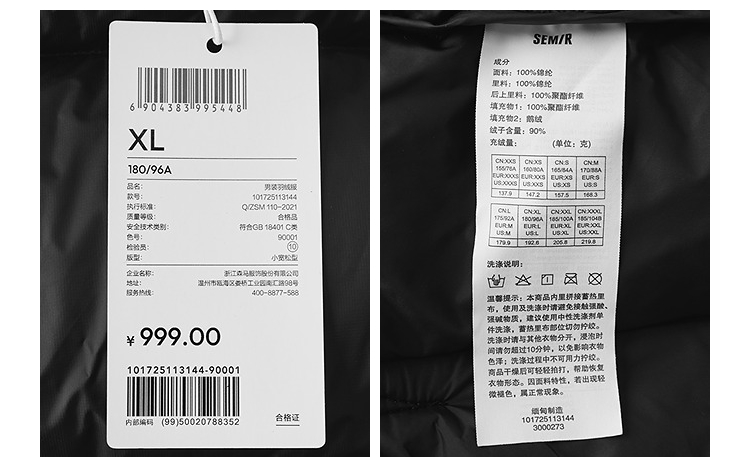 6 904383 995448
XL
180/96A
品名: 男装羽绒服
款号: 101725113144
执行标准: Q/ZSM 110-2021
质量等级: 合格品
安全技术类别: 符合GB 18401 C类
色号: 90001
检验员: 10
版型: 小宽松型
企业名称: 浙江森马服饰股份有限公司
地址: 温州市瓯海区娄桥工业园南汇路98号
服务热线: 400-8877-588
¥ 999.00
101725113144-90001
内部编码 (99)50020788352
合格证
SEMIR
成分
面料: 100%锦纶
里料: 100%锦纶
后上里料: 100%聚酯纤维
填充物1: 100%聚酯纤维
填充物2: 鹅绒
绒子含量: 90%
充绒量: (单位: 克)
CN:XXS CN:XS CN:S CN:M
155/76A 160/80A 165/84A 170/88A
EUR:XXX EUR:XXS EUR:XS EUR:S
US:XXXS US:XXS US:XS US:S
137.9 147.2 157.5 168.3
CN:L CN:XL CN:XXL CN:XXXL
175/92A 180/96A 185/100A 185/104B
EUR:M EUR:L EUR:XL EUR:XXL
US:M US:L US:XL US:XXL
179.9 192.6 205.8 219.8
洗涤说明:
温馨提示: 本商品内里拼接蓄热里
布, 使用及洗涤时请避免接触强酸、
强碱物质, 建议使用中性洗涤剂单
件洗涤, 蓄热里布部位切勿拧绞。
洗涤时请与其他衣物分开, 浸泡时
间请勿超过10分钟, 以免影响衣物
色泽; 洗涤过程中不可用力拧绞。
商品干燥后可轻轻拍打, 帮助恢复
衣物形态。因面料特性, 若出现轻
微褪色, 属正常现象。
缅甸制造
101725113144
3000273